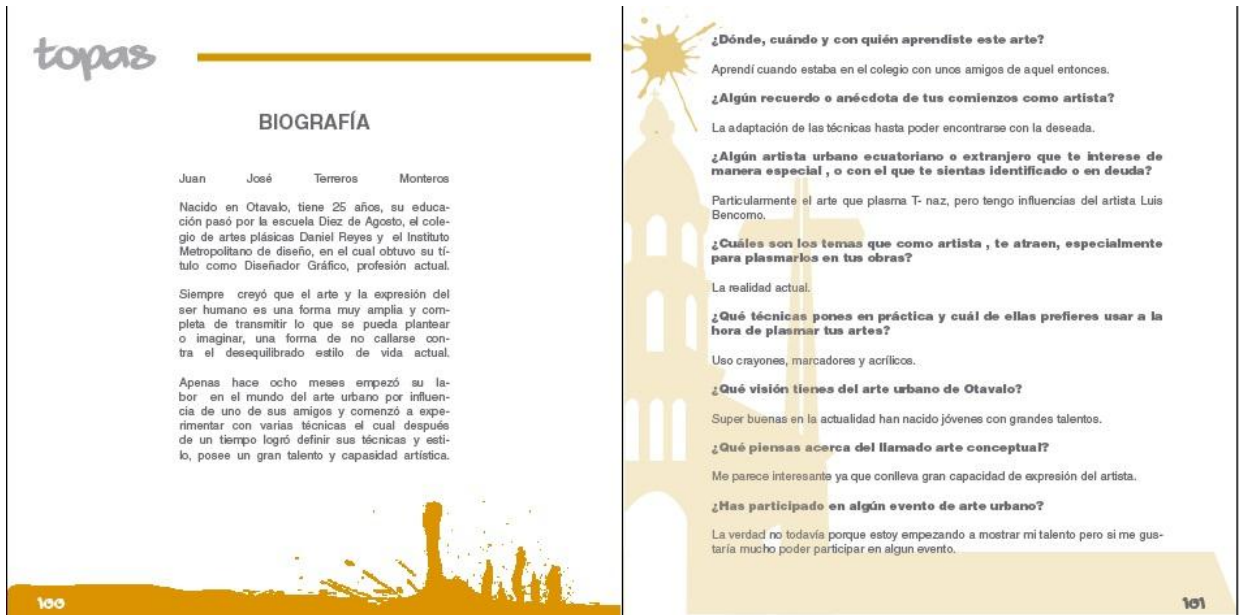 topas
BIOGRAFÍA
Juan José Terreros Monteros
Nacido en Otavalo, tiene 25 años, su educa-
ción pasó por la escuela Diez de Agosto, el cole-
gio de artes plásicas Daniel Reyes y el Instituto
Metropolitano de diseño, en el cual obtuvo su tí-
tulo como Diseñador Gráfico, profesión actual.
Siempre creyó que el arte y la expresión del
ser humano es una forma muy amplia y com-
pleta de transmitir lo que se pueda plantear
o imaginar, una forma de no callarse con-
tra el desequilibrado estilo de vida actual.
Apenas hace ocho meses empezó su la-
bor en el mundo del arte urbano por influen-
cia de uno de sus amigos y comenzó a expe-
rimentar con varias técnicas el cual después
de un tiempo logró definir sus técnicas y esti-
lo, posee un gran talento y capasidad artística.
100
¿Dónde, cuándo y con quién aprendiste este arte?
Aprendí cuando estaba en el colegio con unos amigos de aquel entonces.
¿Algún recuerdo o anécdota de tus comienzos como artista?
La adaptación de las técnicas hasta poder encontrarse con la deseada.
¿Algún artista urbano ecuatoriano o extranjero que te interese de
manera especial , o con el que te sientas identificado o en deuda?
Particularmente el arte que plasma T- naz, pero tengo influencias del artista Luis
Bencomo.
¿Cuáles son los temas que como artista , te atraen, especialmente
para plasmarlos en tus obras?
La realidad actual.
¿Qué técnicas pones en práctica y cuál de ellas prefieres usar a la
hora de plasmar tus artes?
Uso crayones, marcadores y acrílicos.
¿Qué visión tienes del arte urbano de Otavalo?
Super buenas en la actualidad han nacido jóvenes con grandes talentos.
¿Qué piensas acerca del llamado arte conceptual?
Me parece interesante ya que conlleva gran capacidad de expresión del artista.
¿Has participado en algún evento de arte urbano?
La verdad no todavía porque estoy empezando a mostrar mi talento pero si me gus-
taría mucho poder participar en algun evento.
101